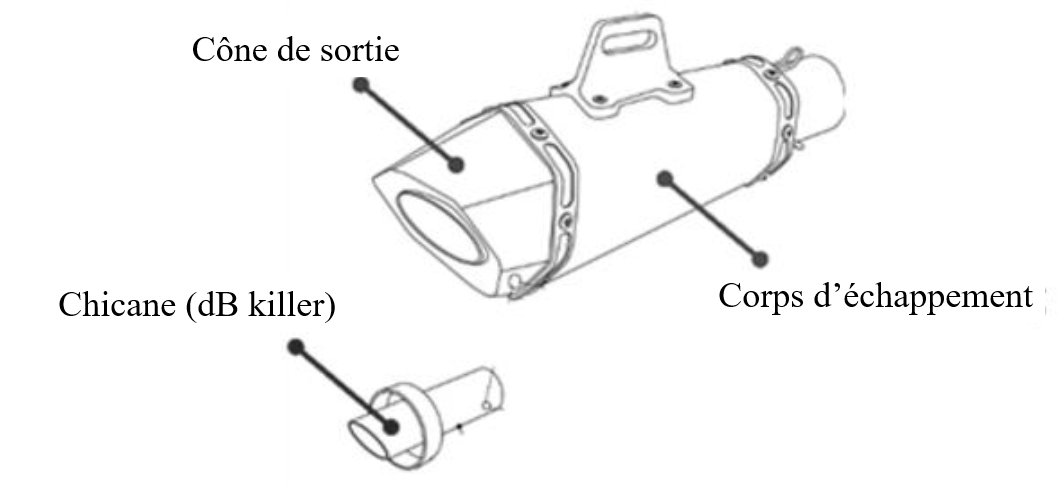 Cône de sortie
Chicane (dB killer)
Corps d’échappement